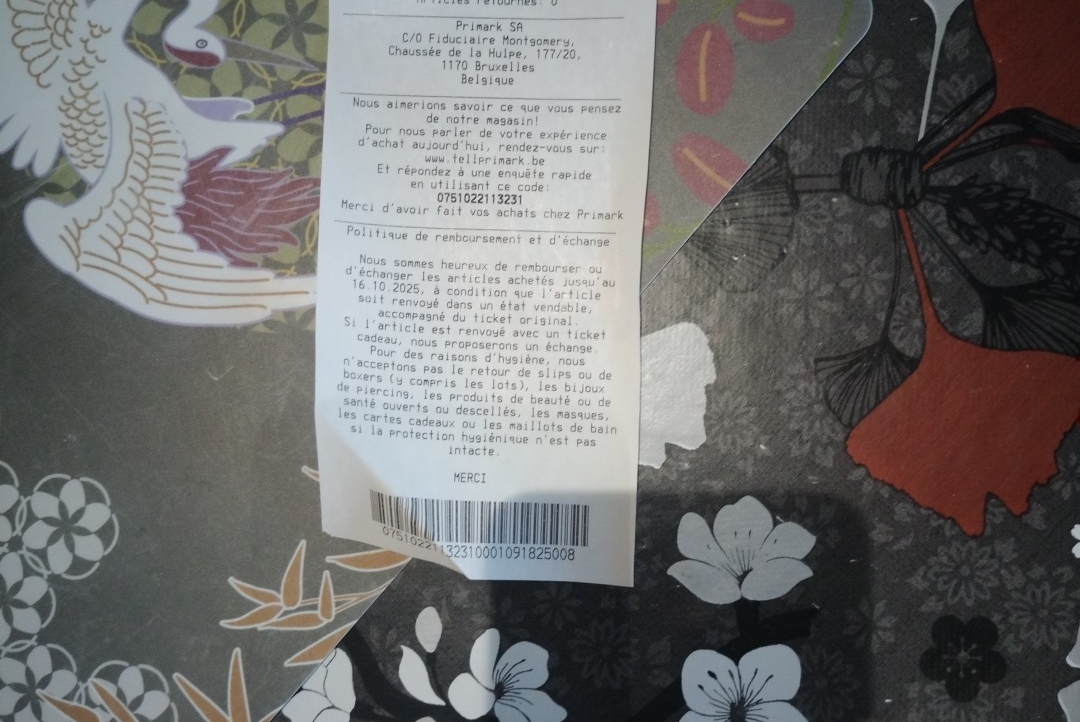 Articles retournés: 0
Primark SA
C/O Fiduciaire Montgomery,
Chaussée de la Hulpe, 177/20,
1170 Bruxelles
Belgique
Nous aimerions savoir ce que vous pensez
de notre magasin!
Pour nous parler de votre expérience
d'achat aujourd'hui, rendez-vous sur:
www.tellprimark.be
Et répondez à une enquête rapide
en utilisant ce code:
0751022113231
Merci d'avoir fait vos achats chez Primark
Politique de remboursement et d'échange
Nous sommes heureux de rembourser ou
d'échanger les articles achetés jusqu'au
16.10.2025, à condition que l'article
soit renvoyé dans un état vendable,
accompagné du ticket original.
Si l'article est renvoyé avec un ticket
cadeau, nous proposerons un échange.
Pour des raisons d'hygiène, nous
n'acceptons pas le retour de slips ou de
boxers (y compris les lots), les bijoux
de piercing, les produits de beauté ou de
santé ouverts ou descellés, les masques,
les cartes cadeaux ou les maillots de bain
si la protection hygiénique n'est pas
intacte.
MERCI
07510221132310001091825008